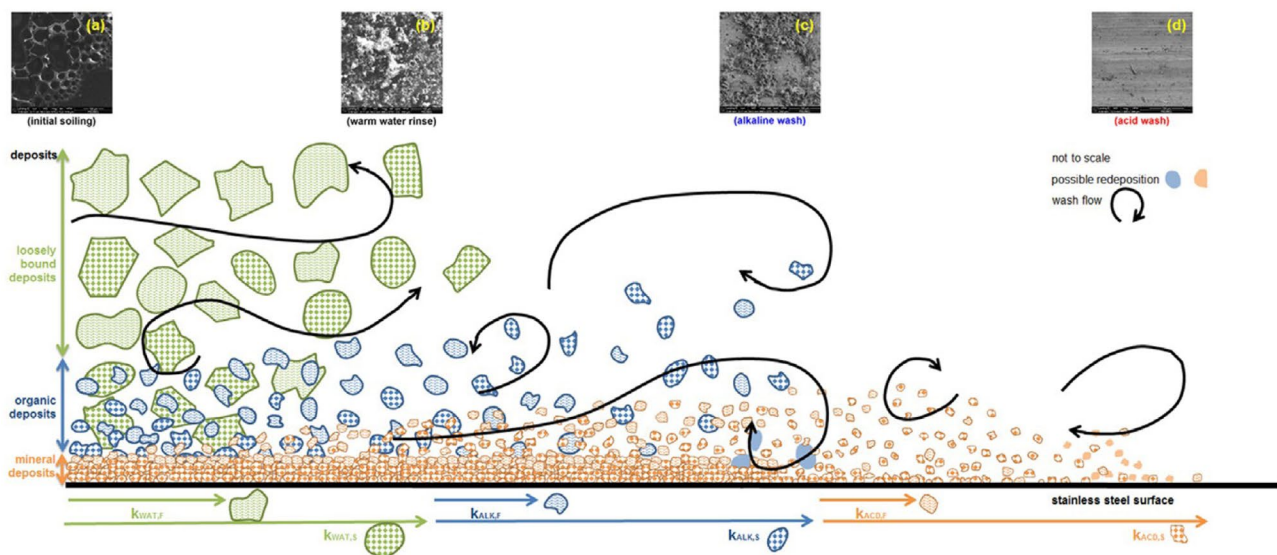 (a)
(b)
(c)
(d)
(initial soiling)
(warm water rinse)
(alkaline wash)
(acid wash)
deposits
not to scale
possible redeposition
wash flow
loosely
bound
deposits
organic
deposits
mineral
deposits
stainless steel surface
kWAT,F
kALK,F
kACD,F
kWAT,S
kALK,S
kACD,S